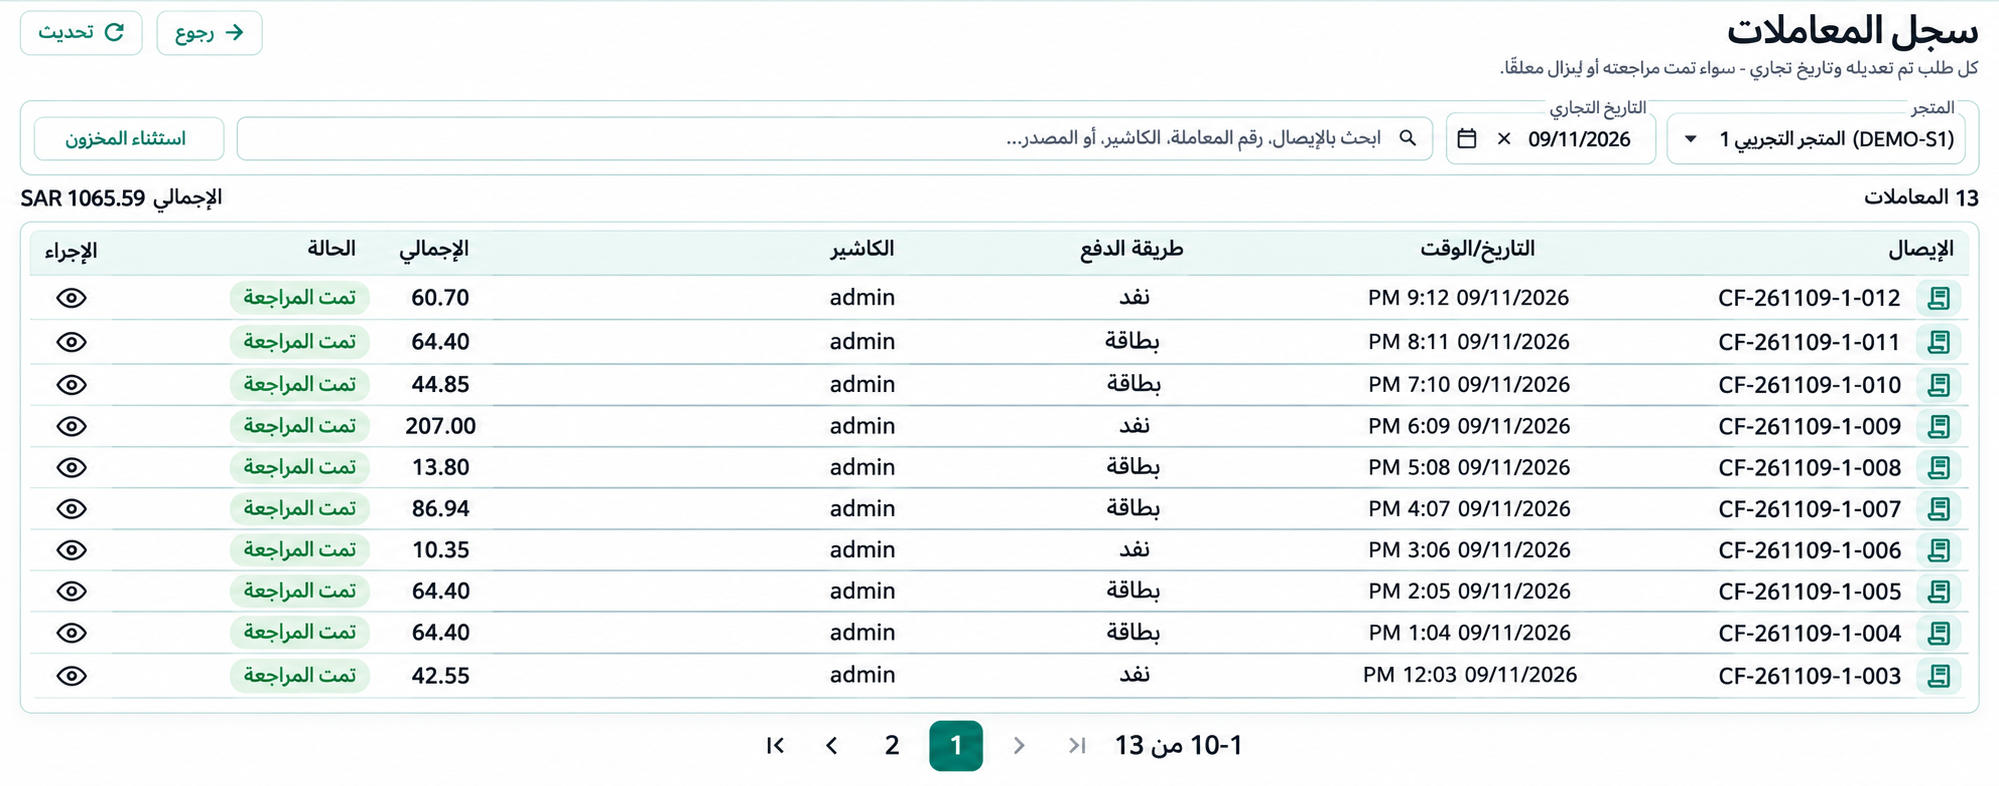 سجل المعاملات
رجوع
تحديث
كل طلب تم تعديله وتاريخ تجاري - سواء تمت مراجعته أو يزال معلقًا.
المتجر
(DEMO-S1) المتجر التجريبي 1
التاريخ التجاري
09/11/2026
ابحث بالإيصال، رقم المعاملة، الكاشير، أو المصدر...
استثناء المخزون
13 المعاملات
الإجمالي SAR 1065.59
الإيصال التاريخ/الوقت طريقة الدفع الكاشير الإجمالي الحالة الإجراء
CF-261109-1-012 09/11/2026 9:12 PM نفد admin 60.70 تمت المراجعة
CF-261109-1-011 09/11/2026 8:11 PM بطاقة admin 64.40 تمت المراجعة
CF-261109-1-010 09/11/2026 7:10 PM بطاقة admin 44.85 تمت المراجعة
CF-261109-1-009 09/11/2026 6:09 PM نفد admin 207.00 تمت المراجعة
CF-261109-1-008 09/11/2026 5:08 PM بطاقة admin 13.80 تمت المراجعة
CF-261109-1-007 09/11/2026 4:07 PM بطاقة admin 86.94 تمت المراجعة
CF-261109-1-006 09/11/2026 3:06 PM نفد admin 10.35 تمت المراجعة
CF-261109-1-005 09/11/2026 2:05 PM بطاقة admin 64.40 تمت المراجعة
CF-261109-1-004 09/11/2026 1:04 PM بطاقة admin 64.40 تمت المراجعة
CF-261109-1-003 09/11/2026 12:03 PM نفد admin 42.55 تمت المراجعة
1-10 من 13
1 2